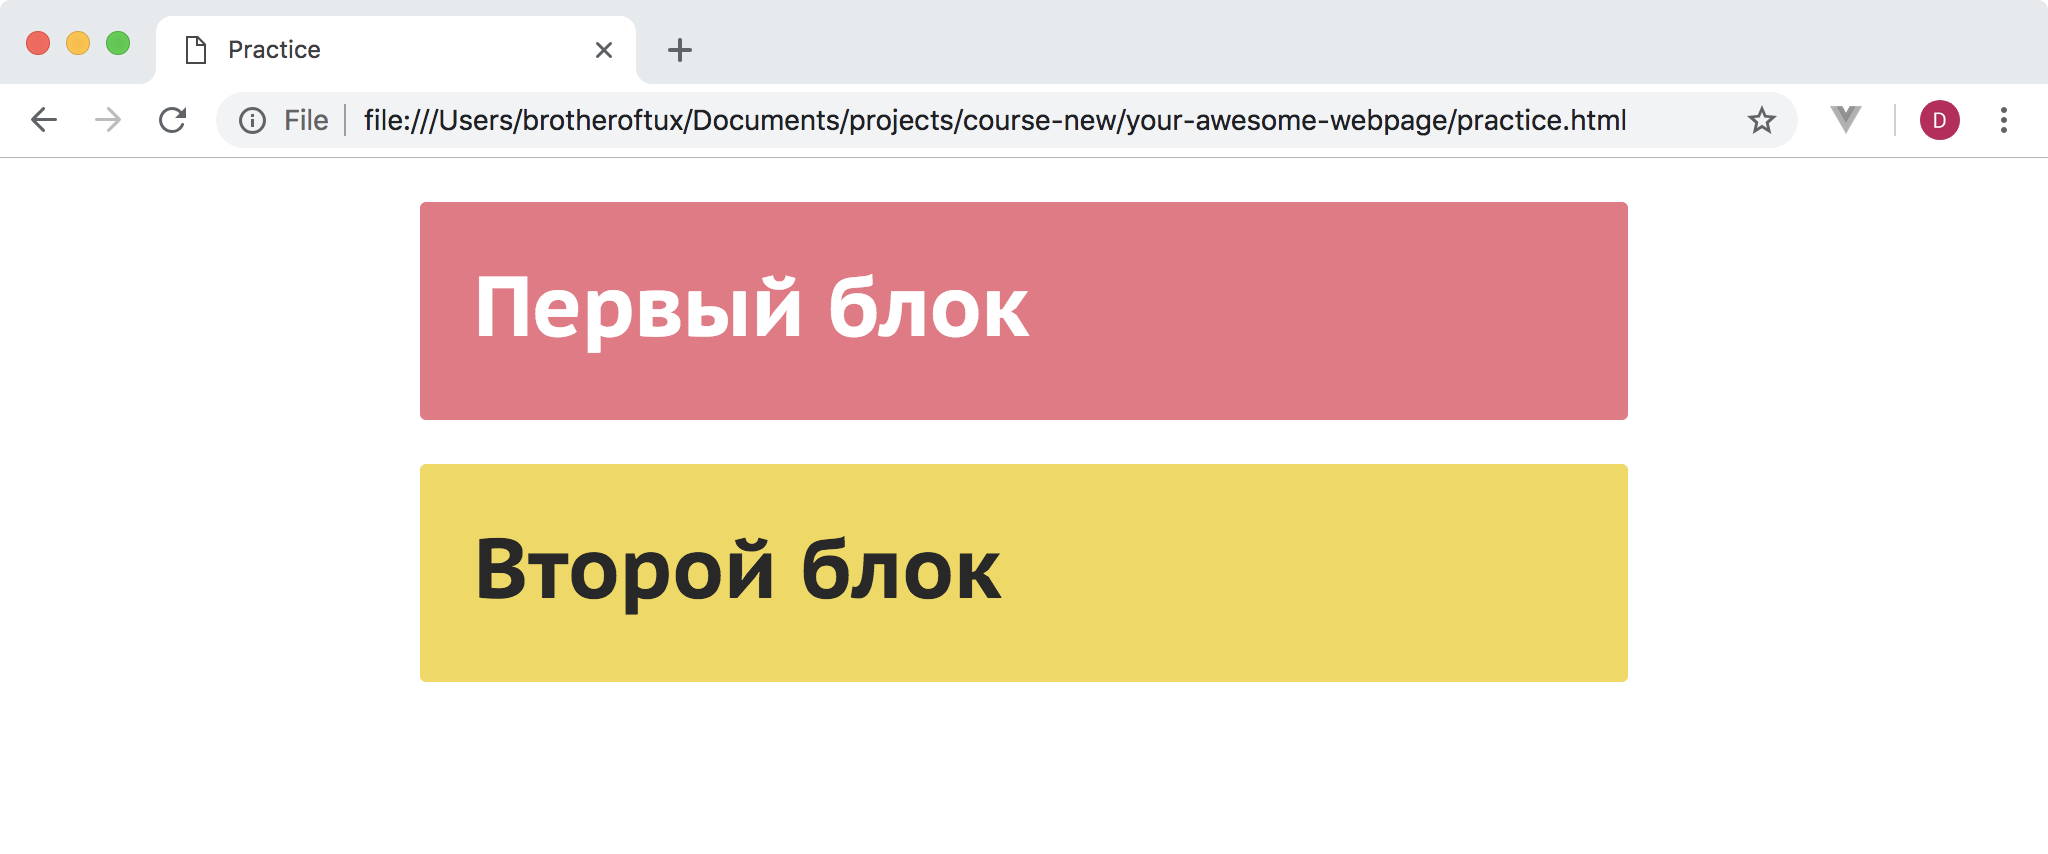 Practice
File file:///Users/brotheroftux/Documents/projects/course-new/your-awesome-webpage/practice.html D
Первый блок
Второй блок